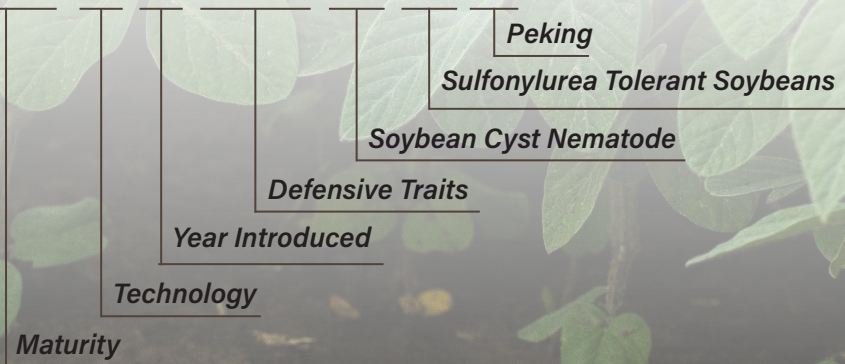 Peking
Sulfonylurea Tolerant Soybeans
Soybean Cyst Nematode
Defensive Traits
Year Introduced
Technology
Maturity